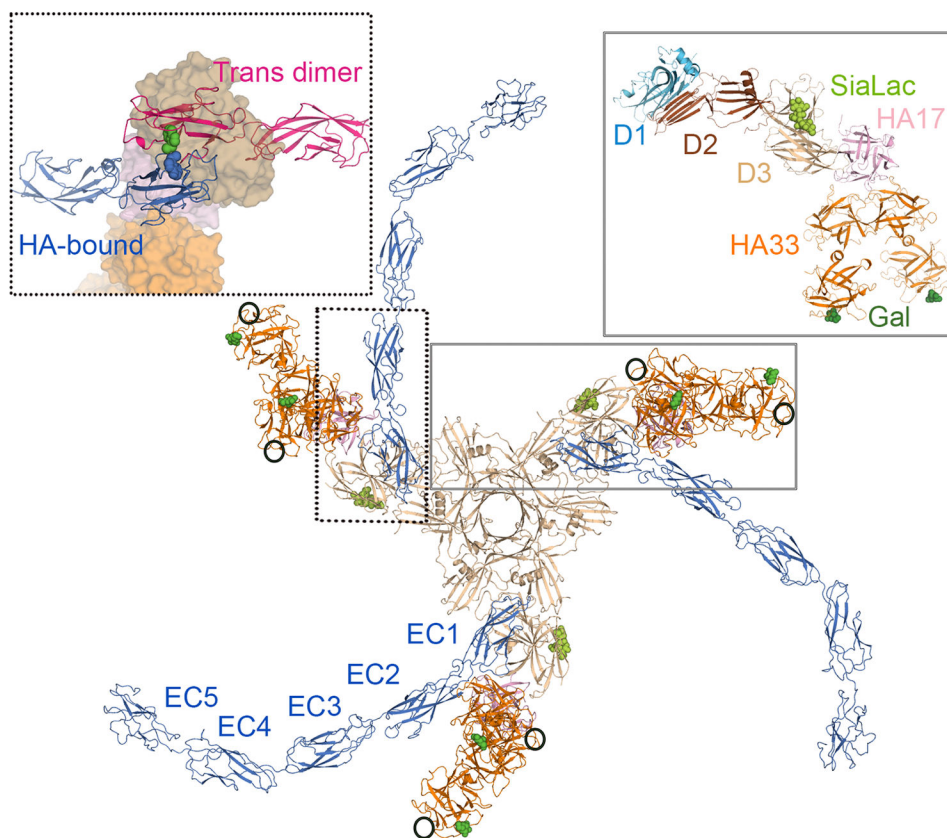 Trans dimer
HA-bound
SiaLac
HA17
D1
D2
D3
HA33
Gal
EC1
EC2
EC3
EC4
EC5